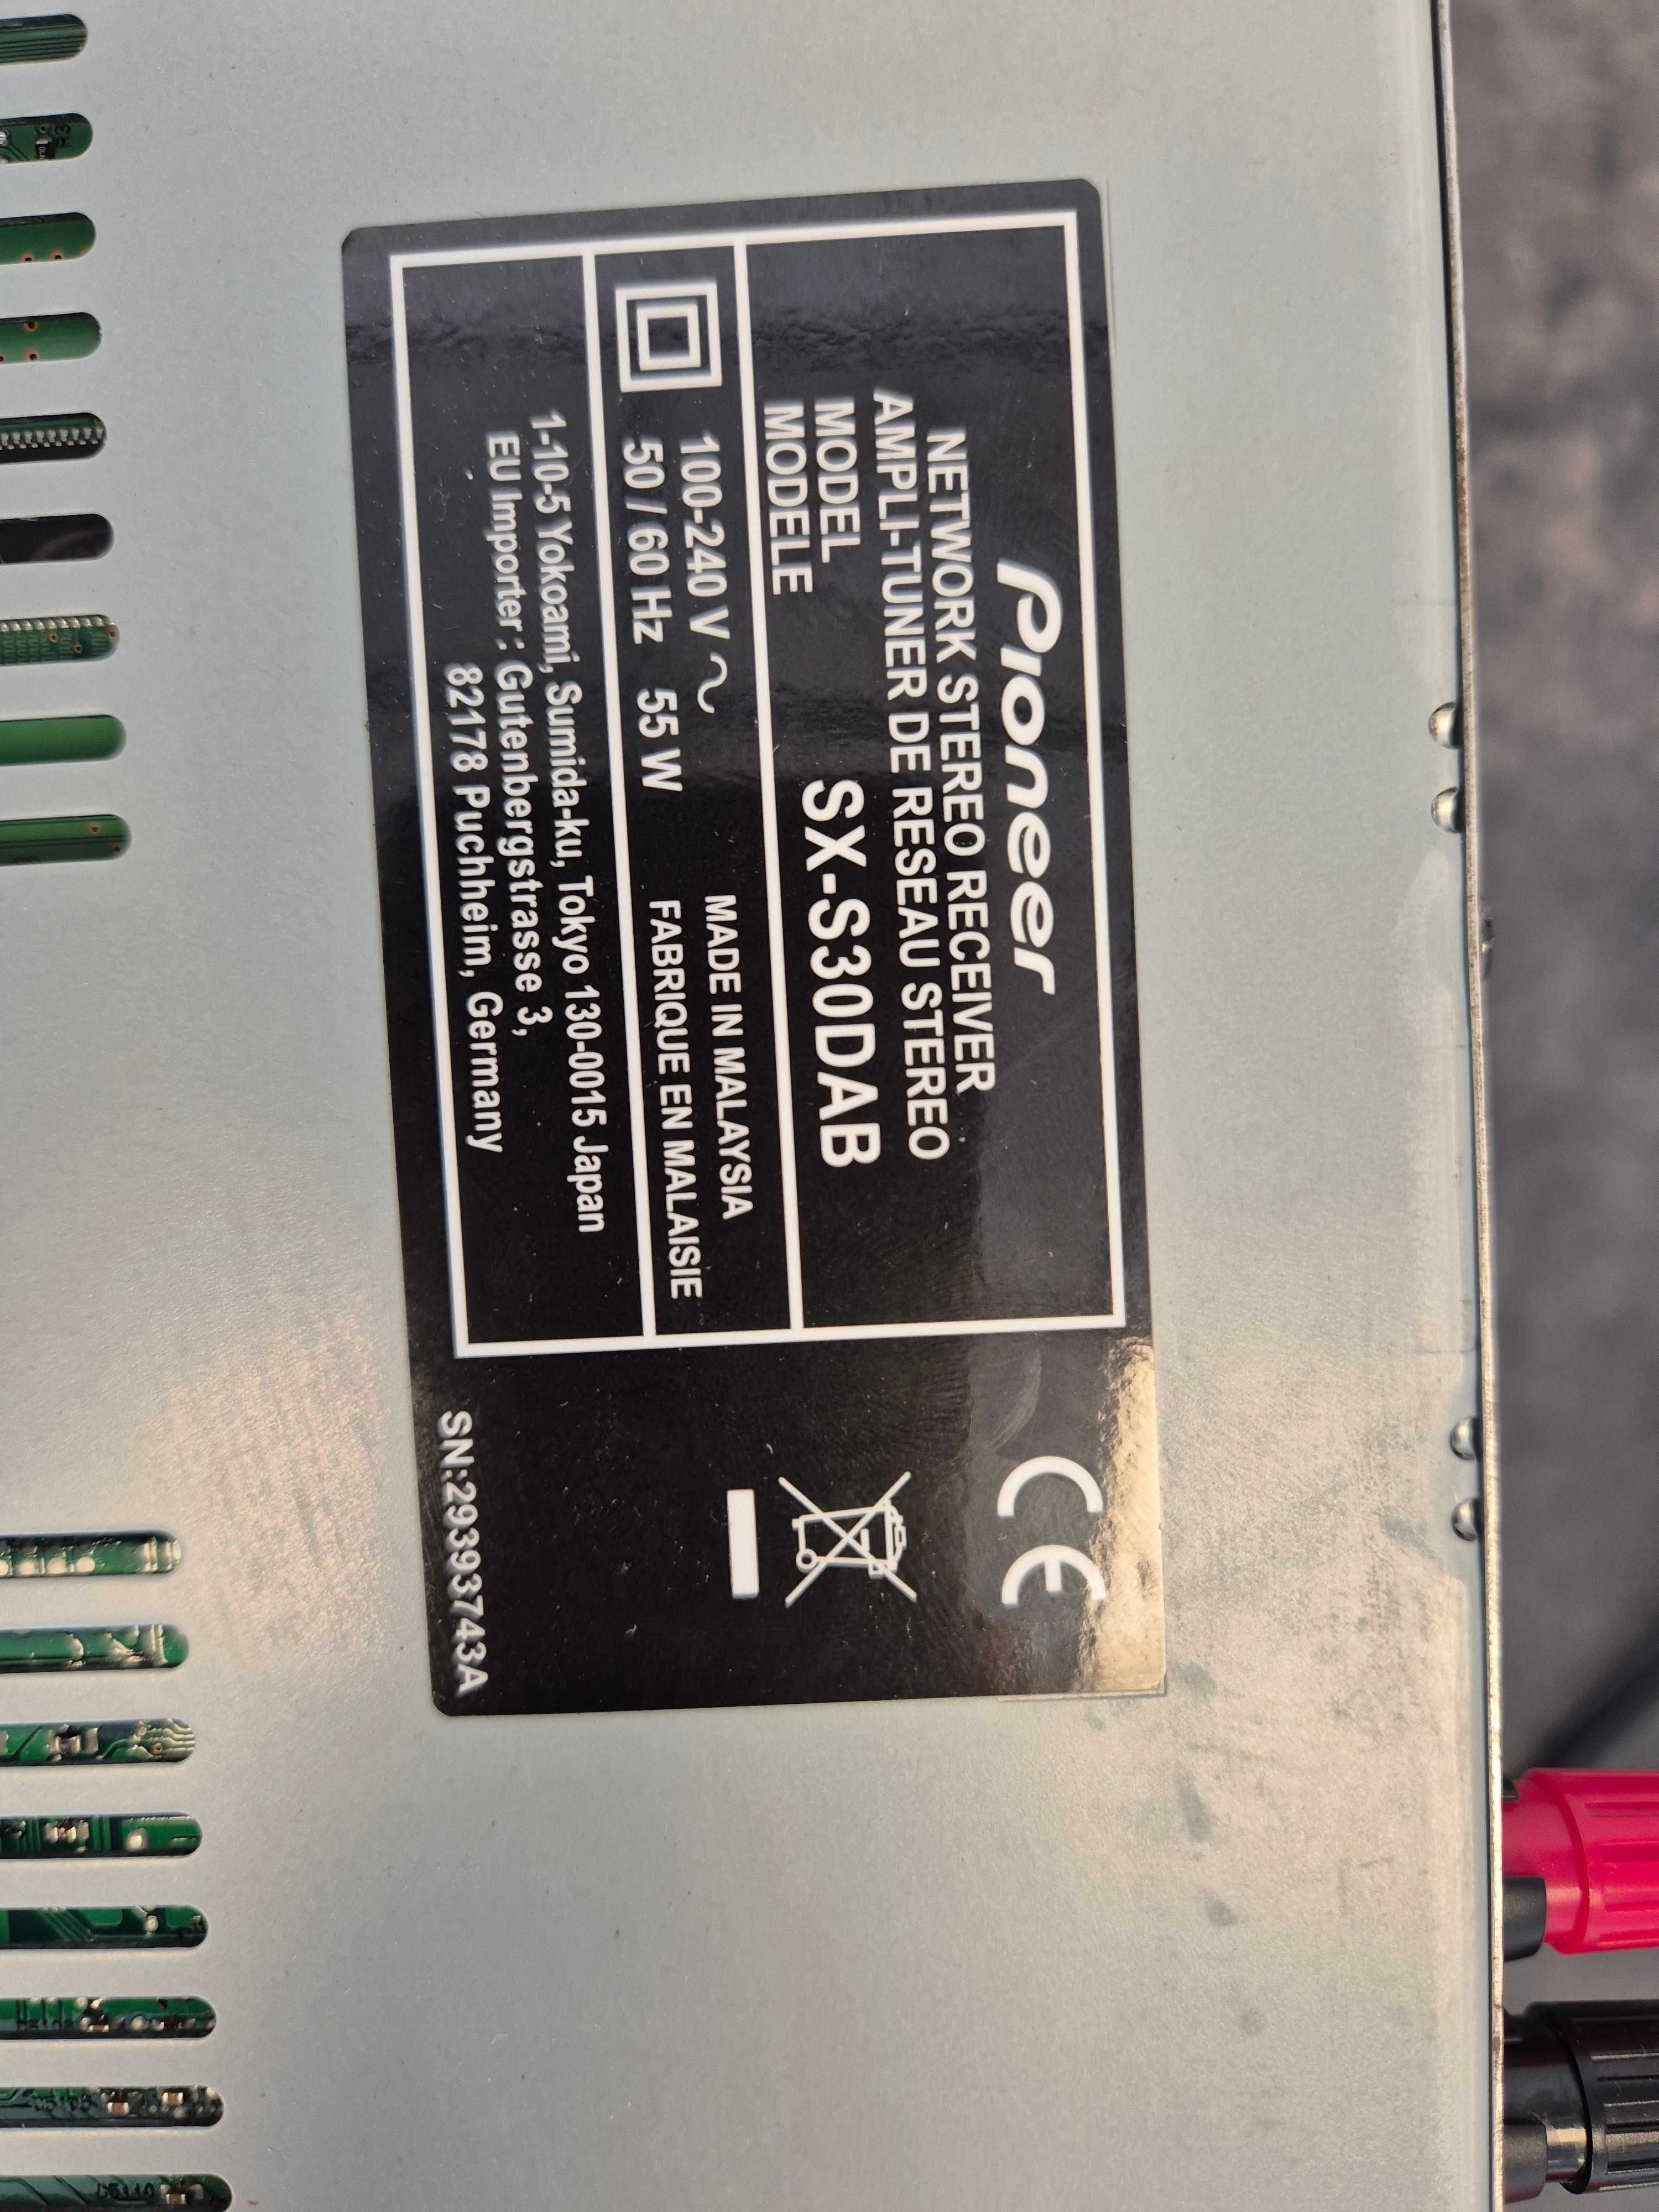 Pioneer
NETWORK STEREO RECEIVER
AMPLI-TUNER DE RESEAU STEREO
MODEL
MODELE
SX-S30DAB
100-240 V
50 / 60 Hz 55 W
MADE IN MALAYSIA
FABRIQUE EN MALAISIE
1-10-5 Yokoami, Sumida-ku, Tokyo 130-0015 Japan
EU Importer : Gutenbergstrasse 3,
82178 Puchheim, Germany
CE
SN:29393743A